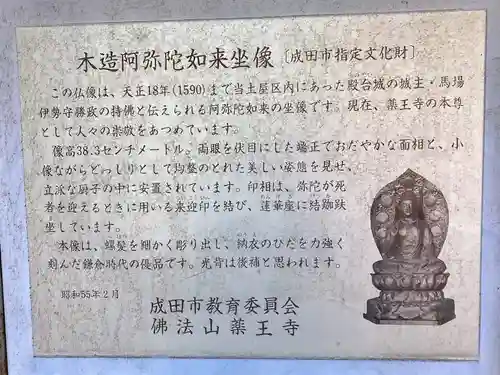 木造阿弥陀如来坐像〔成田市指定文化財〕
この仏像は、天正18年(1590)まで当土屋区内にあった殿台城の城主・馬場
伊勢守勝政の持佛と伝えられる阿弥陀如来の坐像です。現在、薬王寺の本尊
として人々の崇敬をあつめています。
像高38.3センチメートル。両眼を伏目にした端正でおだやかな面相と、小
像ながらどっしりとして均整のとれた美しい姿態を見せ、
立派な厨子の中に安置されています。印相は、弥陀が死
者を迎えるときに用いる来迎印を結び、蓮華座に結跏趺
坐しています。
本像は、螺髪を細かく彫り出し、納衣のひだを力強く
刻んだ鎌倉時代の優品です。光背は後補と思われます。
昭和55年2月
成田市教育委員会
佛法山薬王寺